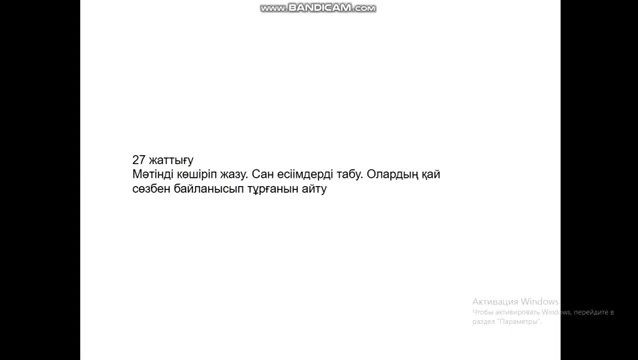 www.BANDICAM.com
27 жаттығу
Мәтінді көшіріп жазу. Сан есіімдерді табу. Олардың қай
сөзбен байланысып тұрғанын айту
Активация Windows
Чтобы активировать Windows, перейдите в
раздел "Параметры".